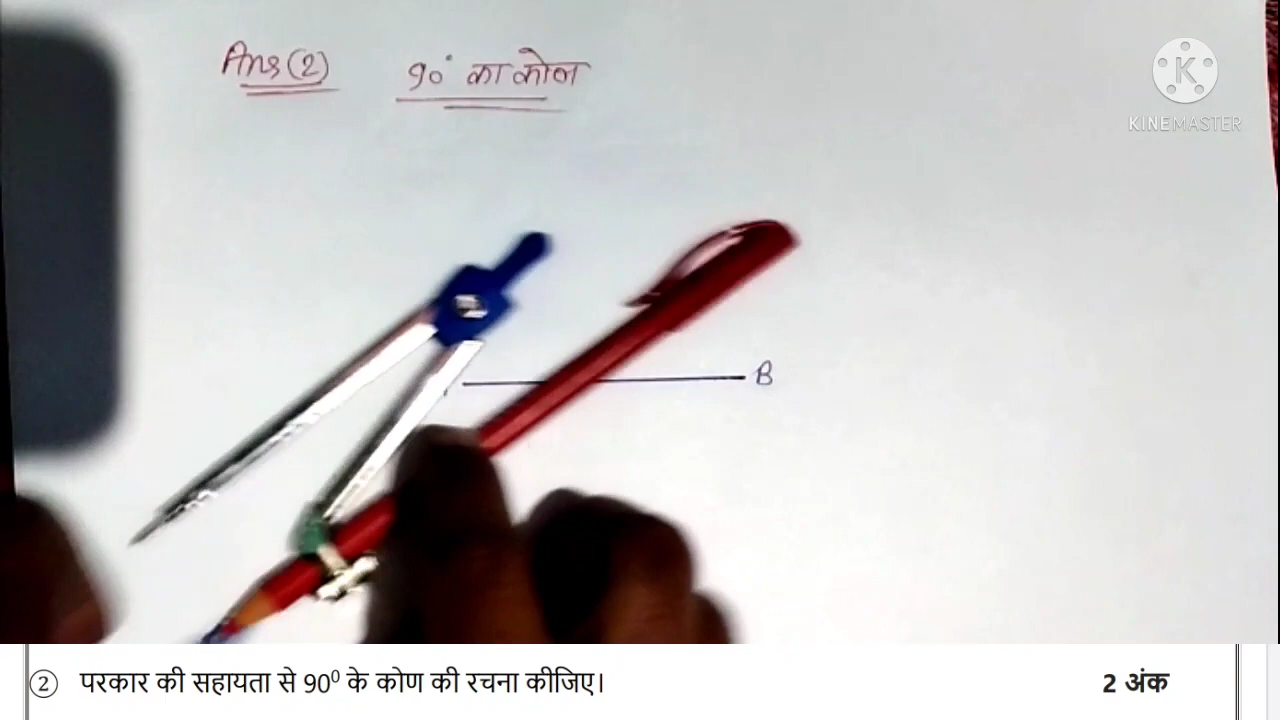 Ans (2) 90° का कोण
KINEMASTER
B
2 परकार की सहायता से 90⁰ के कोण की रचना कीजिए। 2 अंक